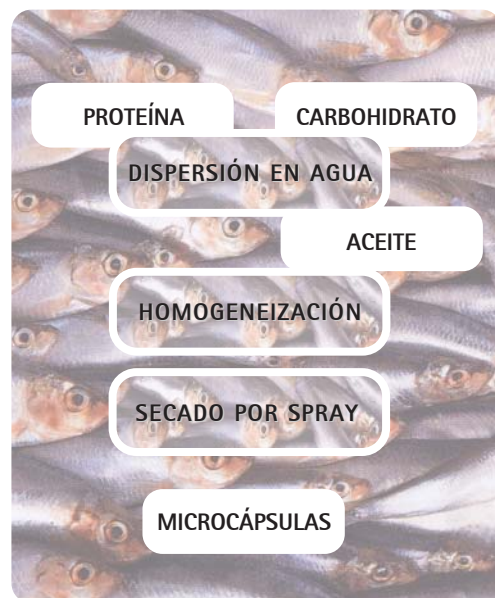 PROTEÍNA
CARBOHIDRATO
DISPERSIÓN EN AGUA
ACEITE
HOMOGENEIZACIÓN
SECADO POR SPRAY
MICROCÁPSULAS